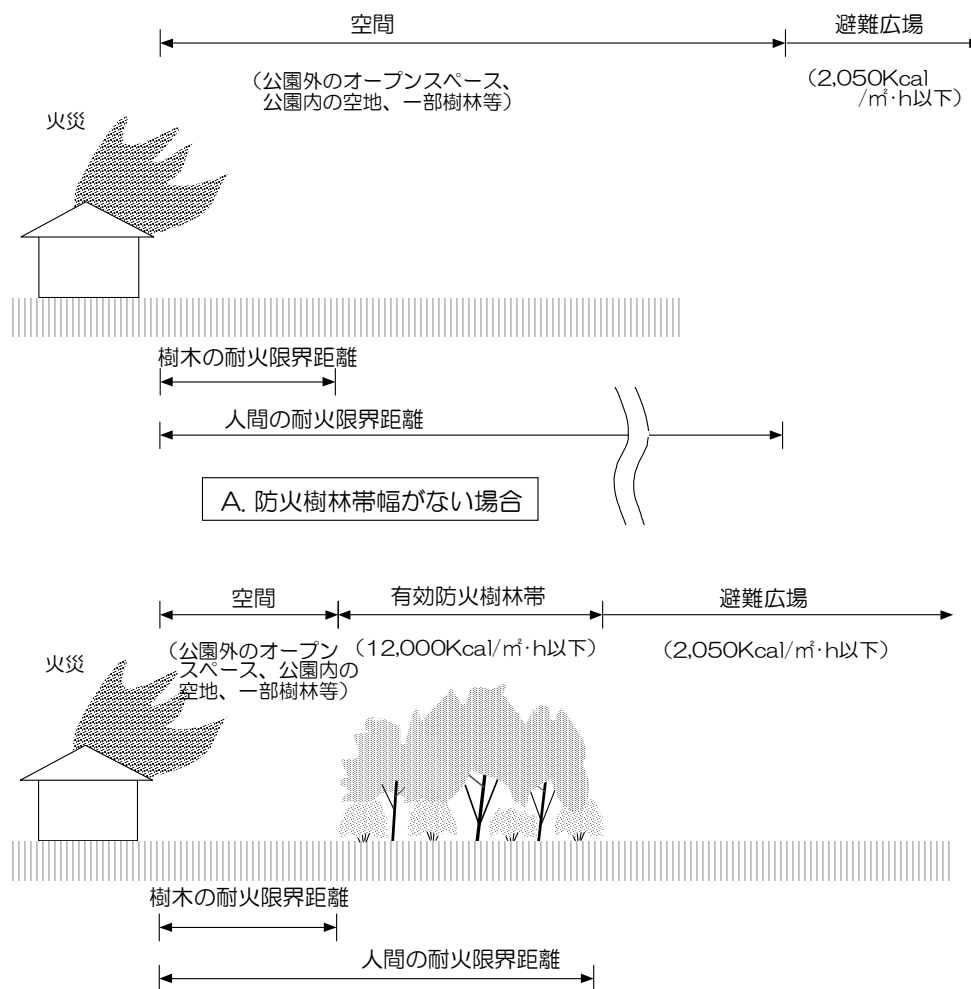 空間
避難広場
（公園外のオープンスペース、
公園内の空地、一部樹林等）
（2,050Kcal
/㎡･h以下）
火災
樹木の耐火限界距離
人間の耐火限界距離
A. 防火樹林帯幅がない場合
空間
有効防火樹林帯
避難広場
（公園外のオープン
スペース、公園内の
空地、一部樹林等）
（12,000Kcal/㎡･h以下）
（2,050Kcal/㎡･h以下）
火災
樹木の耐火限界距離
人間の耐火限界距離